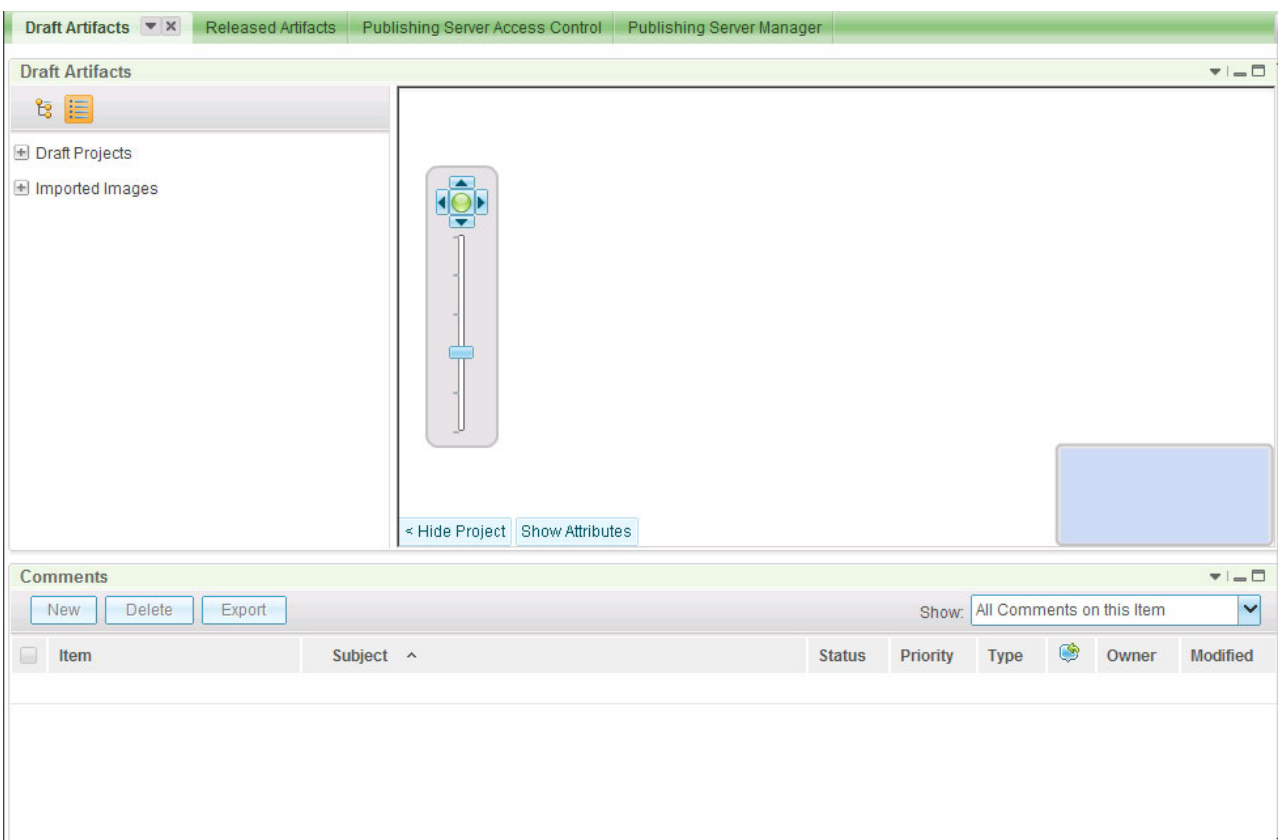 Draft Artifacts Released Artifacts Publishing Server Access Control Publishing Server Manager
Draft Artifacts
Draft Projects
Imported Images
< Hide Project Show Attributes
Comments
New Delete Export Show: All Comments on this Item
Item Subject Status Priority Type Owner Modified